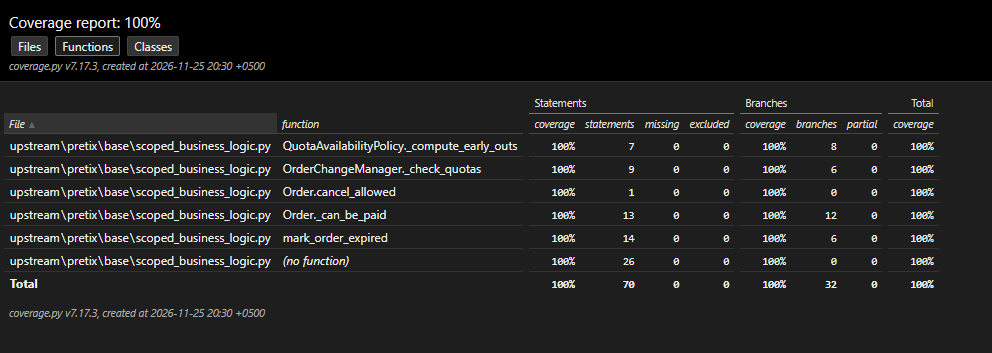 Coverage report: 100%
Files Functions Classes
coverage.py v7.17.3, created at 2026-11-25 20:30 +0500
Statements Branches Total
File ▲ function coverage statements missing excluded coverage branches partial coverage
upstream\pretix\base\scoped_business_logic.py QuotaAvailabilityPolicy._compute_early_outs 100% 7 0 0 100% 8 0 100%
upstream\pretix\base\scoped_business_logic.py OrderChangeManager._check_quotas 100% 9 0 0 100% 6 0 100%
upstream\pretix\base\scoped_business_logic.py Order.cancel_allowed 100% 1 0 0 100% 0 0 100%
upstream\pretix\base\scoped_business_logic.py Order._can_be_paid 100% 13 0 0 100% 12 0 100%
upstream\pretix\base\scoped_business_logic.py mark_order_expired 100% 14 0 0 100% 6 0 100%
upstream\pretix\base\scoped_business_logic.py (no function) 100% 26 0 0 100% 0 0 100%
Total 100% 70 0 0 100% 32 0 100%
coverage.py v7.17.3, created at 2026-11-25 20:30 +0500